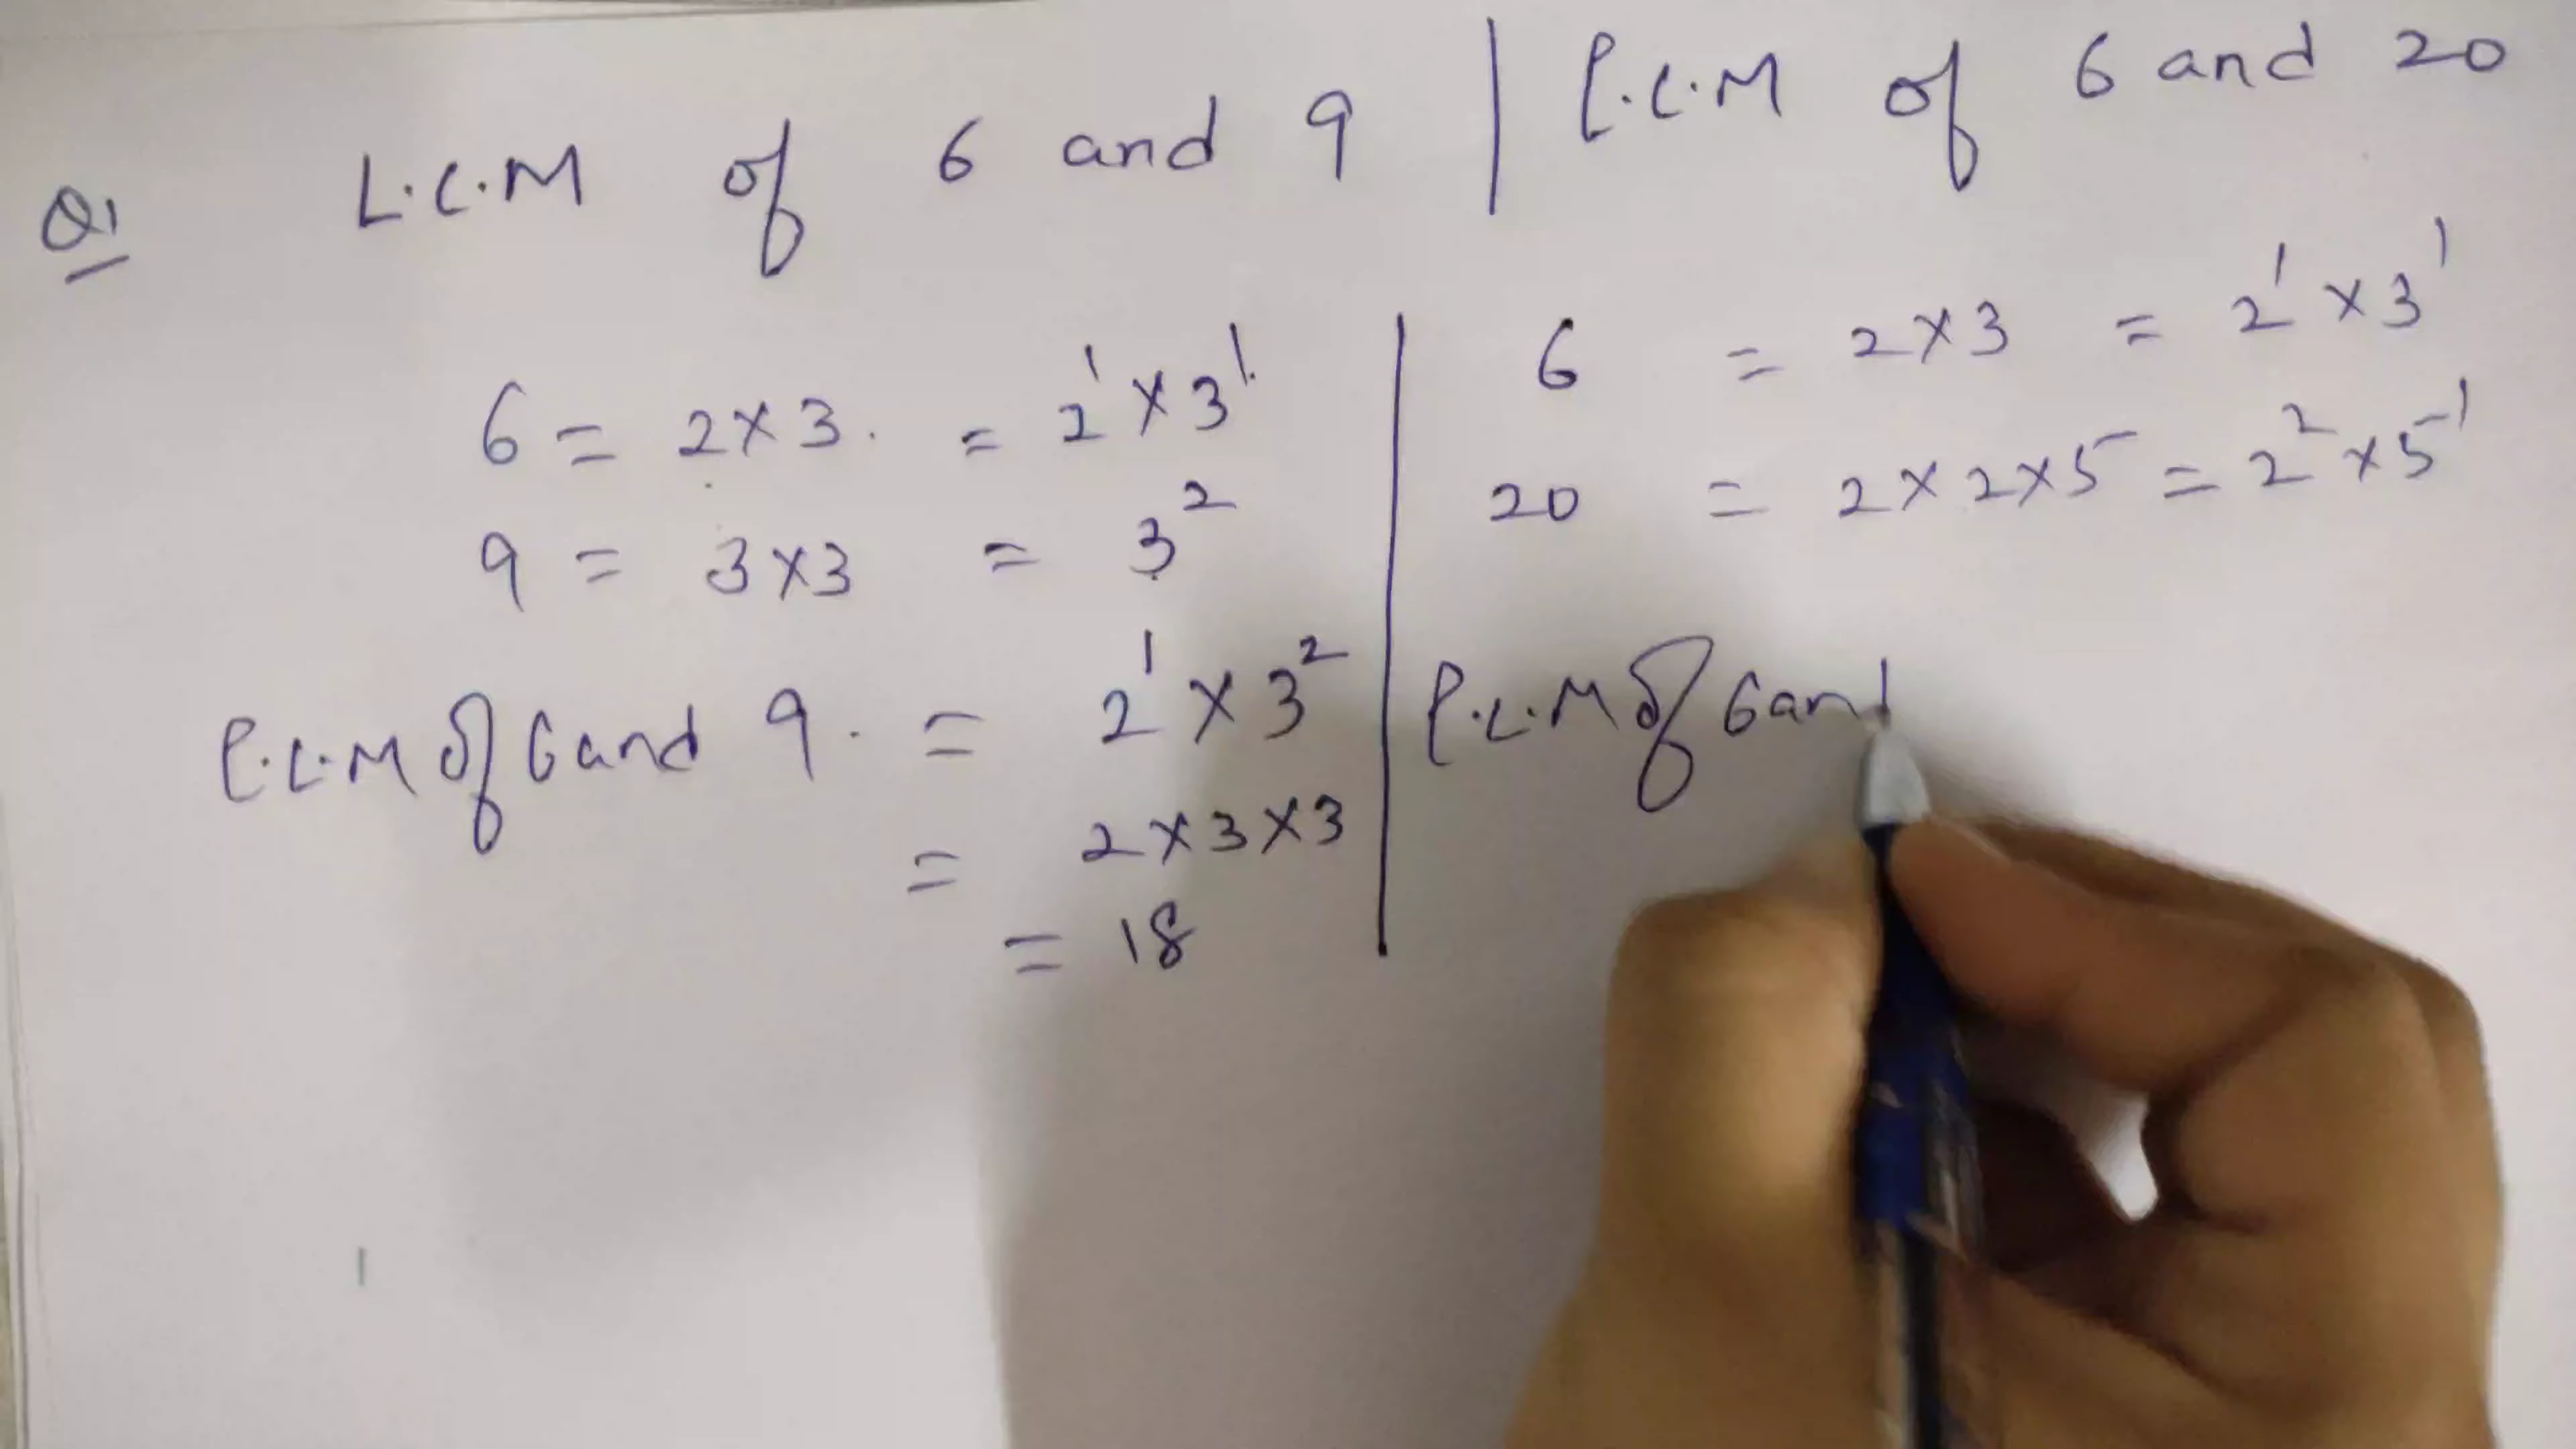 Q1 L.C.M of 6 and 9 | L.C.M of 6 and 20
6 = 2×3. = 2¹×3¹.
9 = 3×3 = 3²
L.C.M of 6 and 9. = 2¹×3²
= 2×3×3
= 18
6 = 2×3 = 2¹×3¹
20 = 2×2×5 = 2²×5¹
L.C.M of 6 and